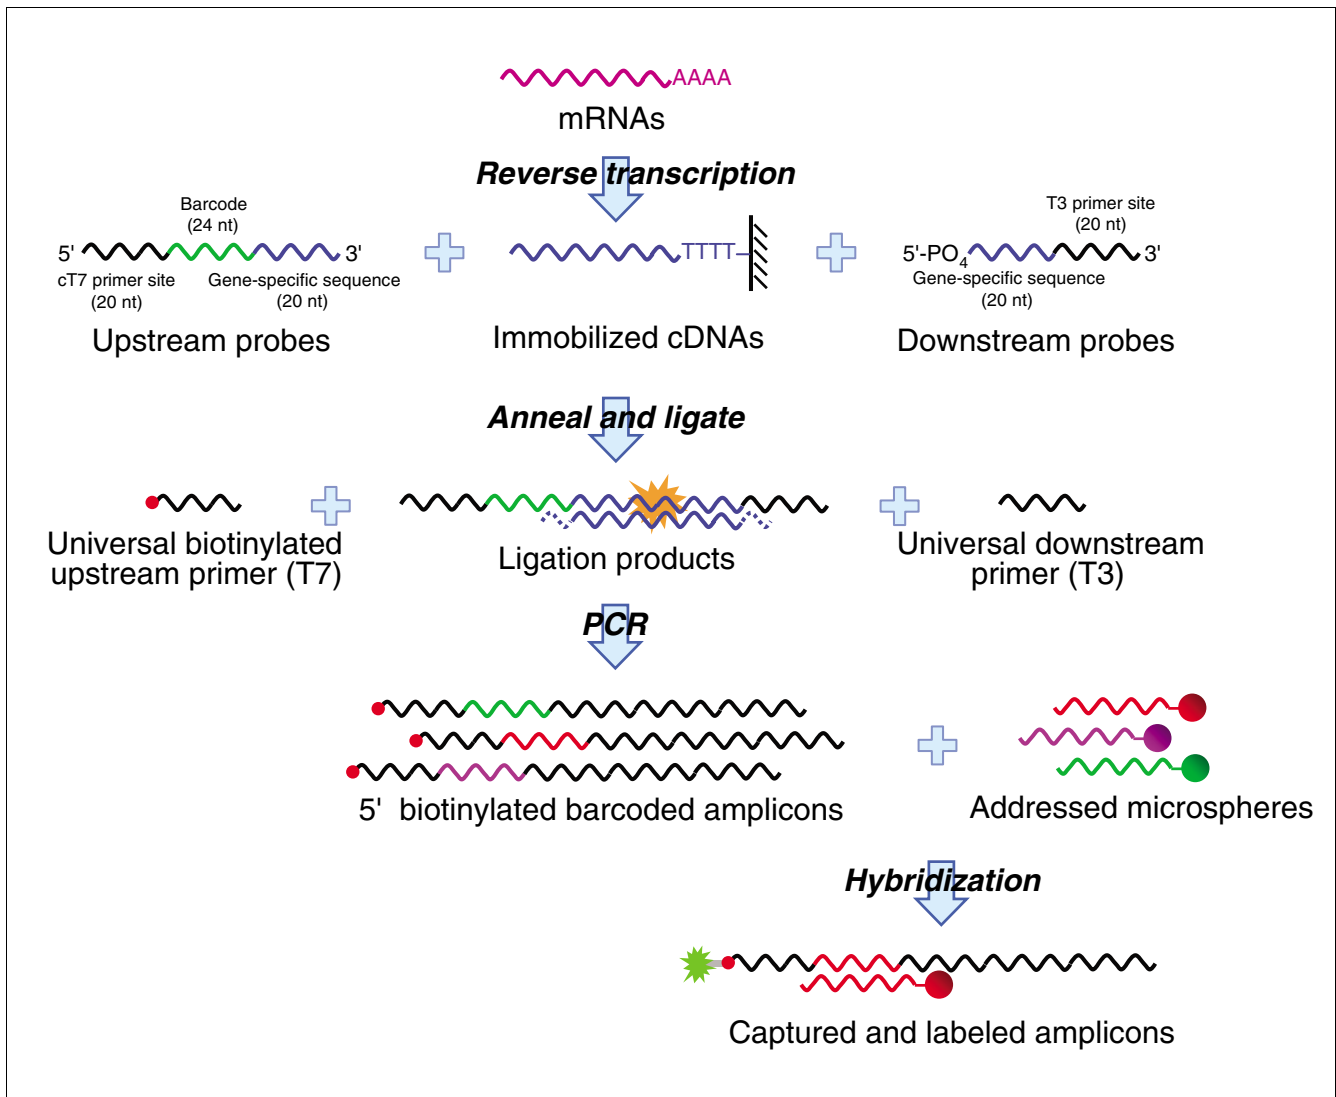 AAAA
mRNAs
Reverse transcription
Barcode
(24 nt)
5' 3'
cT7 primer site
(20 nt)
Gene-specific sequence
(20 nt)
Upstream probes
TTTT
Immobilized cDNAs
T3 primer site
(20 nt)
5'-PO4 3'
Gene-specific sequence
(20 nt)
Downstream probes
Anneal and ligate
Universal biotinylated
upstream primer (T7)
Ligation products
Universal downstream
primer (T3)
PCR
5' biotinylated barcoded amplicons
Addressed microspheres
Hybridization
Captured and labeled amplicons